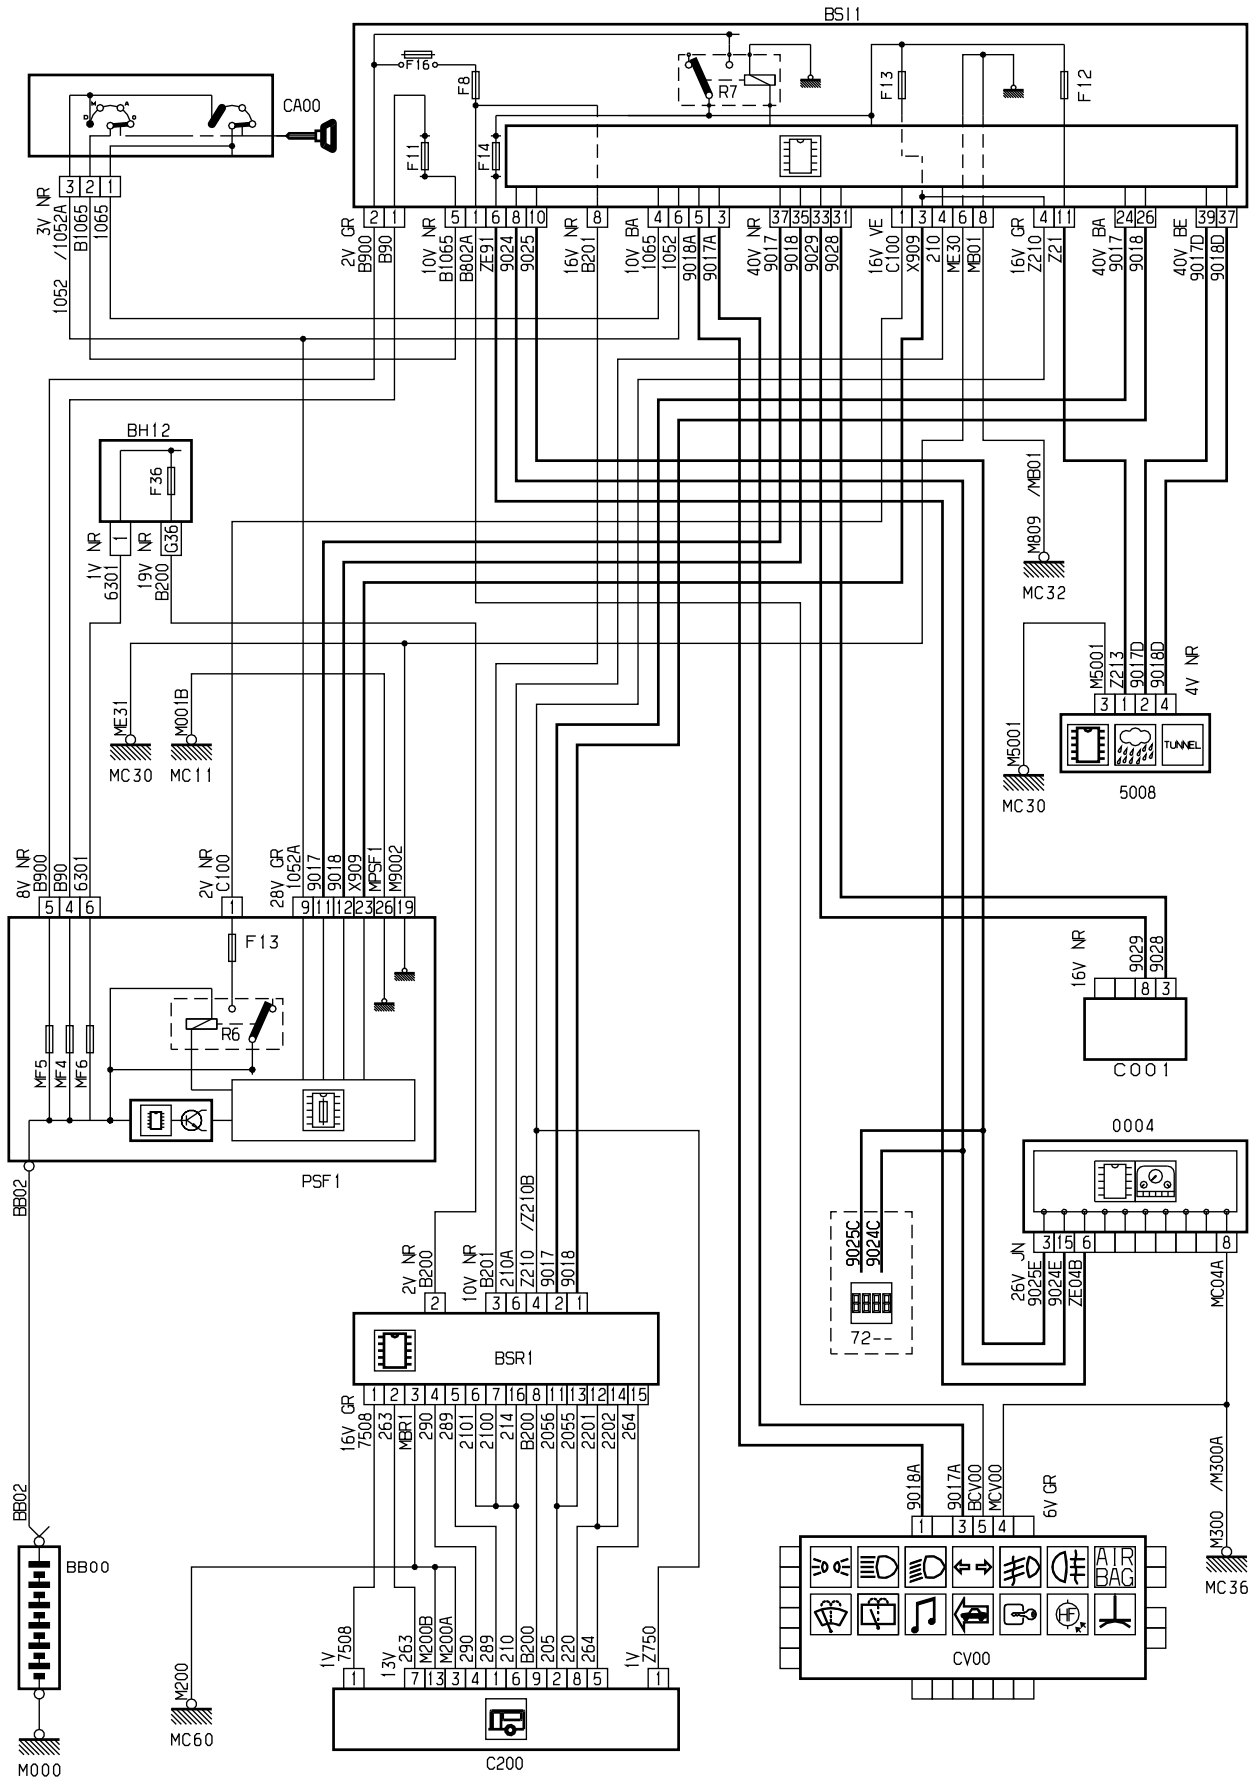 BSI1
F16
F8
R7
F13
F12
CA00
M
A
D
F11
F14
3
2
1
3V NR
1052 /1052A
B1065
1065
2
1
5
1
6
8
10
8
4
6
5
3
37
35
33
31
1
3
4
6
8
4
11
24
26
39
37
2V GR
B900
B90
10V NR
B1065
B802A
ZE91
9024
9025
16V NR
B201
10V BA
1065
1052
9018A
9017A
40V NR
9017
9018
9029
9028
16V VE
C100
X909
210
ME30
MB01
16V GR
Z210
Z1
40V BA
9017
9018
40V BE
9017D
9018D
BH12
F36
1
G36
1V NR
6301
19V NR
B200
M809 /MB01
MC32
M5001
Z213
9017D
9018D
4V NR
3
1
2
4
TUNNEL
5008
M5001
MC30
ME31
M001B
MC30
MC11
8V NR
B900
B90
6301
2V NR
C100
28V GR
1052A
9017
9018
X909
MPSF1
M9002
5
4
6
1
9
11
12
23
26
19
F13
R6
MF5
MF4
MF6
PSF1
16V NR
9029
9028
8
3
C001
0004
3
15
6
8
26V JN
9025E
9024E
ZE04B
MC04A
9025C
9024C
72--
BB02
2V NR
B200
10V NR
B201
210A
Z210 /Z210B
9017
9018
2
3
6
4
2
1
BSR1
1
2
3
4
5
6
7
16
8
11
13
12
14
15
16V GR
7508
263
MBR1
290
289
2101
2100
214
B200
2056
2055
2201
2202
264
9018A
9017A
BCV00
MCV00
6V GR
1
3
5
4
AIR
BAG
HF
CV00
M300 /M300A
MC36
BB02
BB00
M000
M200
MC60
1V
7508
13V
263
M200B
M200A
290
289
210
B200
205
220
264
1V
Z750
1
7
13
3
4
1
6
9
2
8
5
1
C200